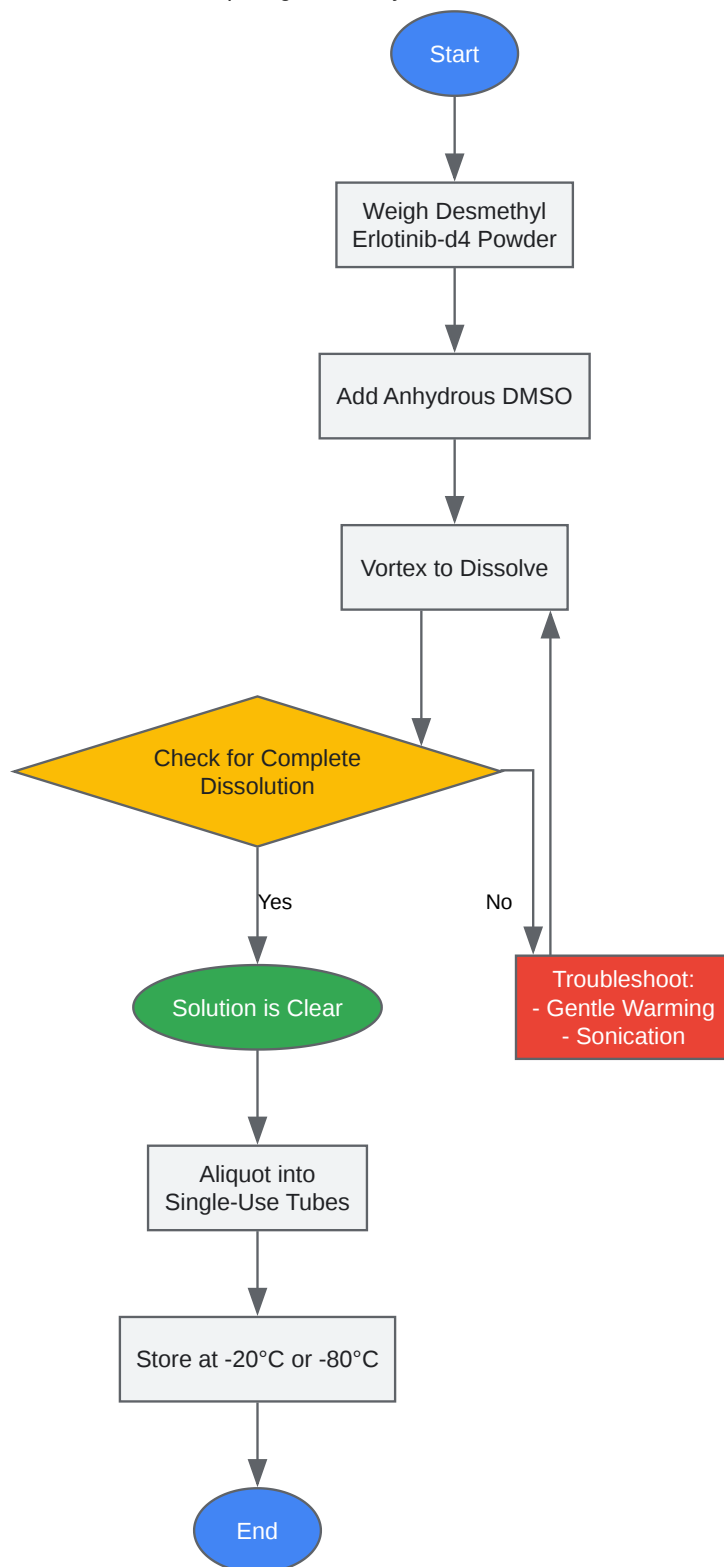 Start
Weigh Desmethyl
Erlotinib-d4 Powder
Add Anhydrous DMSO
Vortex to Dissolve
Check for Complete
Dissolution
Yes
No
Solution is Clear
Troubleshoot:
- Gentle Warming
- Sonication
Aliquot into
Single-Use Tubes
Store at -20°C or -80°C
End